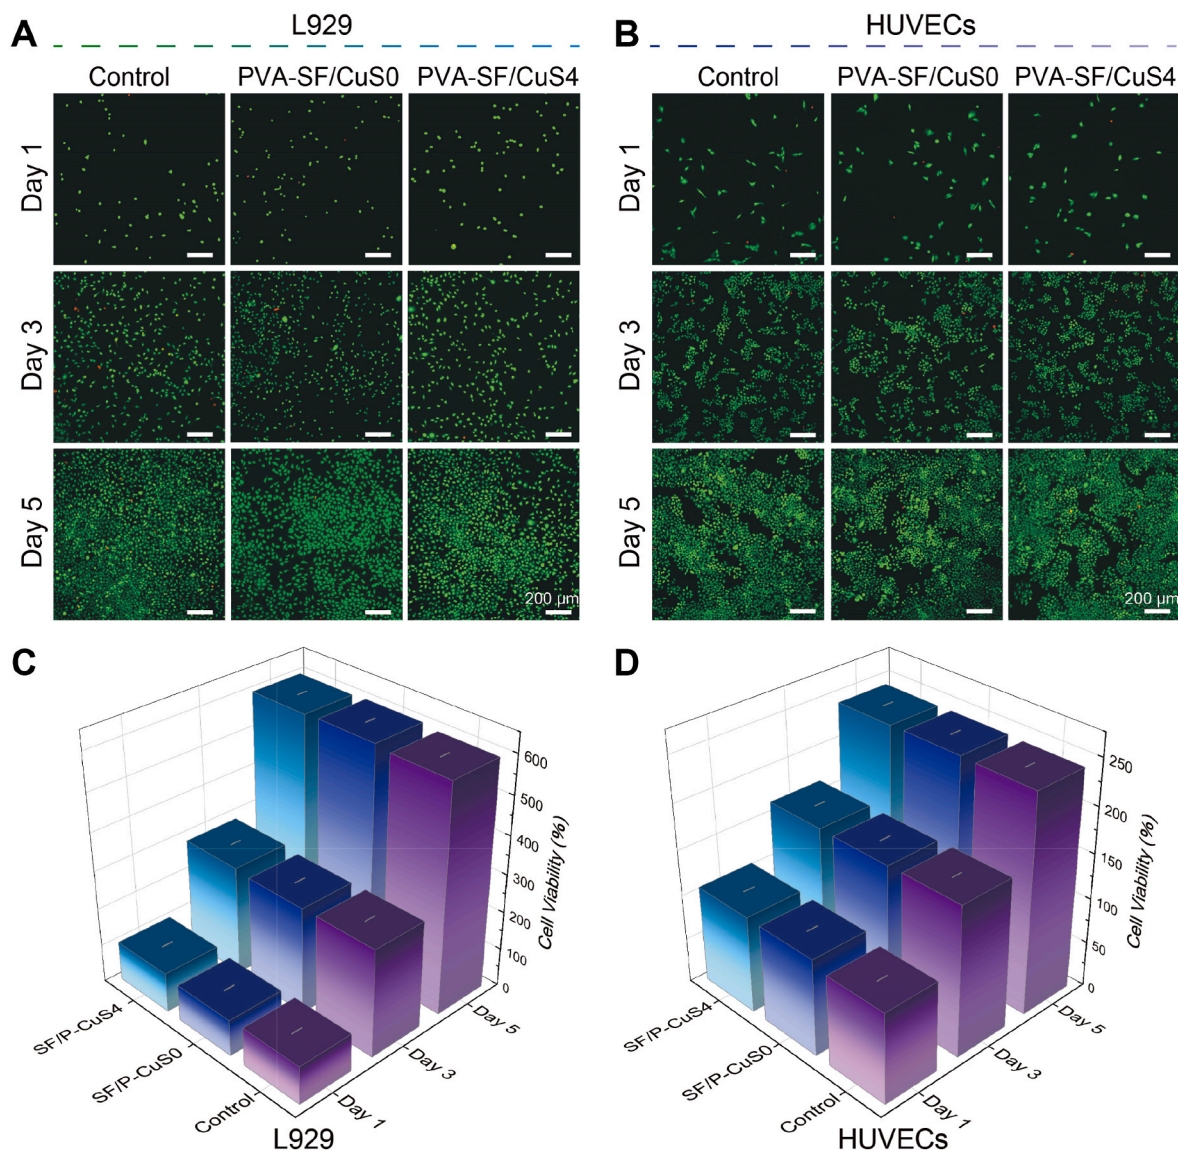 A
L929
Control
PVA-SF/CuS0
PVA-SF/CuS4
Day 1
Day 3
Day 5
200 μm
B
HUVECs
Control
PVA-SF/CuS0
PVA-SF/CuS4
Day 1
Day 3
Day 5
200 μm
C
600
500
400
300
200
100
0
Cell Viability (%)
SF/P-CuS4
SF/P-CuS0
Control
Day 1
Day 3
Day 5
L929
D
250
200
150
100
50
0
Cell Viability (%)
SF/P-CuS4
SF/P-CuS0
Control
Day 1
Day 3
Day 5
HUVECs